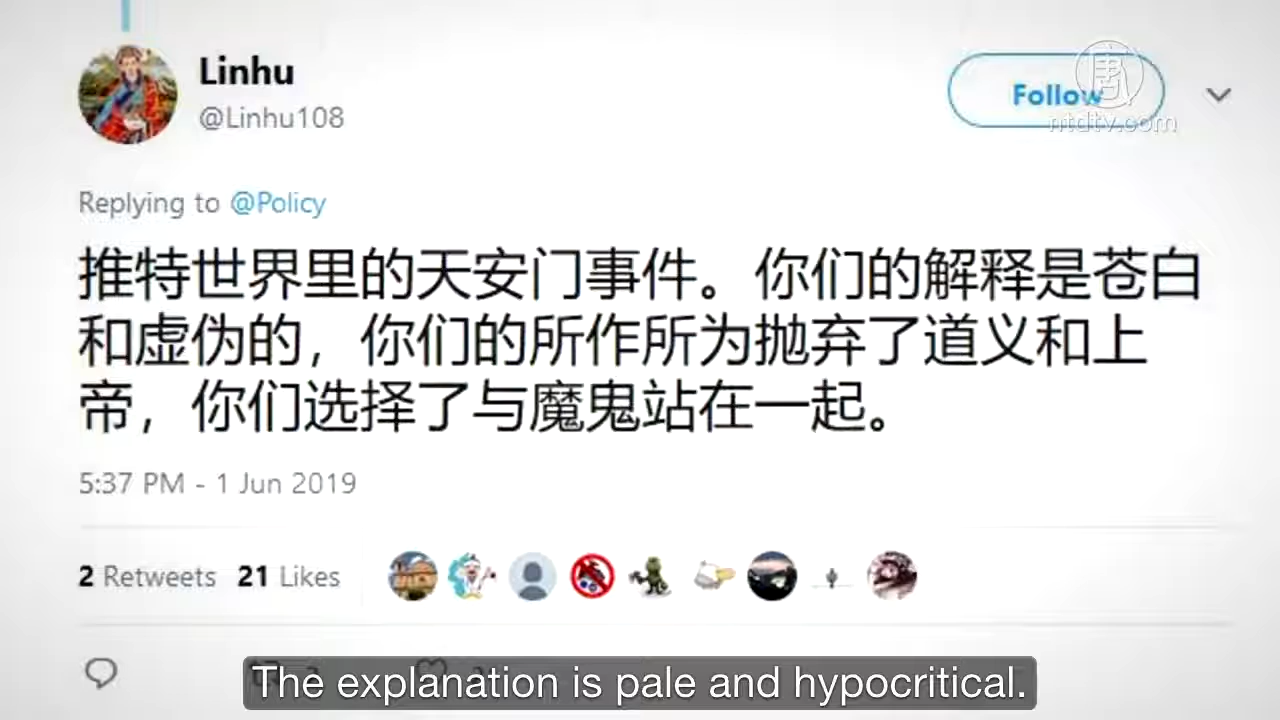 Linhu
@Linhu108
Follow
唐
ntdtv.com
Replying to @Policy
推特世界里的天安门事件。你们的解释是苍白
和虚伪的，你们的所作所为抛弃了道义和上
帝，你们选择了与魔鬼站在一起。
5:37 PM - 1 Jun 2019
2 Retweets 21 Likes
The explanation is pale and hypocritical.